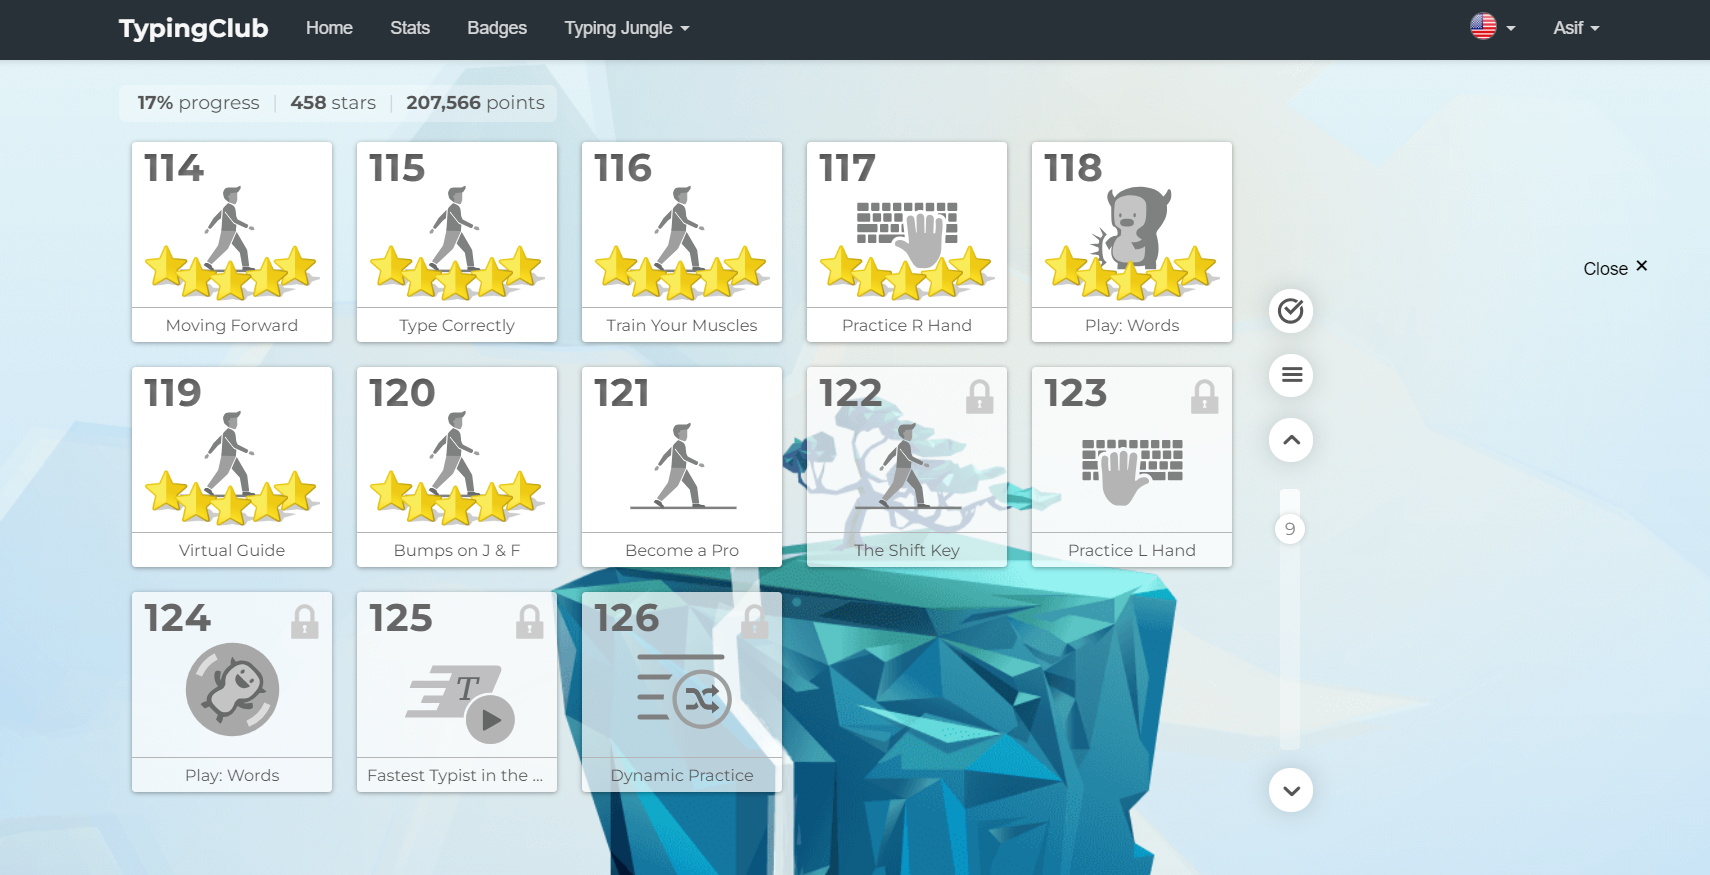 TypingClub Home Stats Badges Typing Jungle Asif
17% progress 458 stars 207,566 points
114 115 116 117 118
Moving Forward Type Correctly Train Your Muscles Practice R Hand Play: Words
Close
119 120 121 122 123
Virtual Guide Bumps on J & F Become a Pro The Shift Key Practice L Hand
9
124 125 126
T
Play: Words Fastest Typist in the ... Dynamic Practice